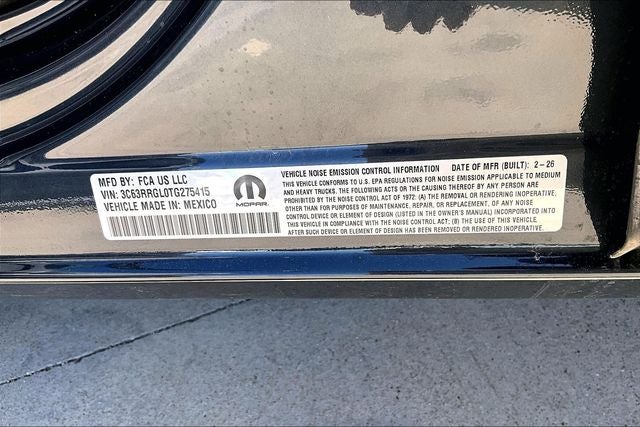 MFD BY: FCA US LLC
VIN: 3C63RRGL0TG275415
VEHICLE MADE IN: MEXICO
MOPAR
VEHICLE NOISE EMISSION CONTROL INFORMATION DATE OF MFR (BUILT): 2-26
THIS VEHICLE CONFORMS TO U.S. EPA REGULATIONS FOR NOISE EMISSION APPLICABLE TO MEDIUM
AND HEAVY TRUCKS. THE FOLLOWING ACTS OR CAUSING THEREOF BY ANY PERSON ARE
PROHIBITED BY THE NOISE CONTROL ACT OF 1972: (A) THE REMOVAL OR RENDERING INOPERATIVE,
OTHER THAN FOR PURPOSES OF MAINTENANCE, REPAIR, OR REPLACEMENT, OF ANY NOISE
CONTROL DEVICE OR ELEMENT OF DESIGN (LISTED IN THE OWNER'S MANUAL) INCORPORATED INTO
THIS VEHICLE IN COMPLIANCE WITH THE NOISE CONTROL ACT; (B) THE USE OF THIS VEHICLE
AFTER SUCH DEVICE OR ELEMENT OF DESIGN HAS BEEN REMOVED OR RENDERED INOPERATIVE.